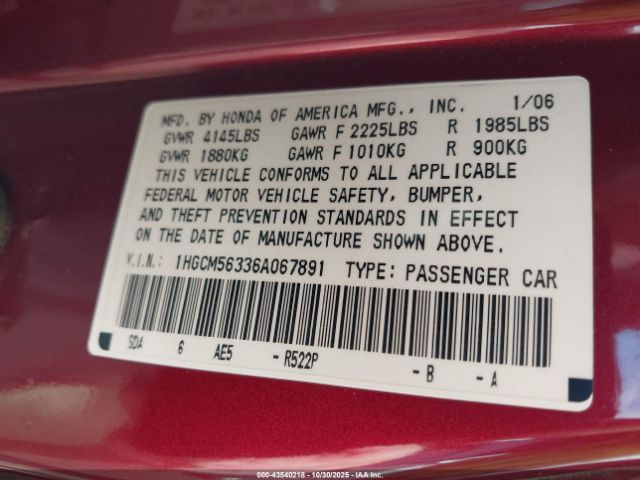 MFD. BY HONDA OF AMERICA MFG., INC. 1/06
GVWR 4145LBS GAWR F 2225LBS R 1985LBS
GVWR 1880KG GAWR F 1010KG R 900KG
THIS VEHICLE CONFORMS TO ALL APPLICABLE
FEDERAL MOTOR VEHICLE SAFETY, BUMPER,
AND THEFT PREVENTION STANDARDS IN EFFECT
ON THE DATE OF MANUFACTURE SHOWN ABOVE.
V.I.N.: 1HGCM56336A067891 TYPE: PASSENGER CAR
SDA 6 AE5 - R522P - B - A
000-43540218 - 10/30/2025 - IAA Inc.